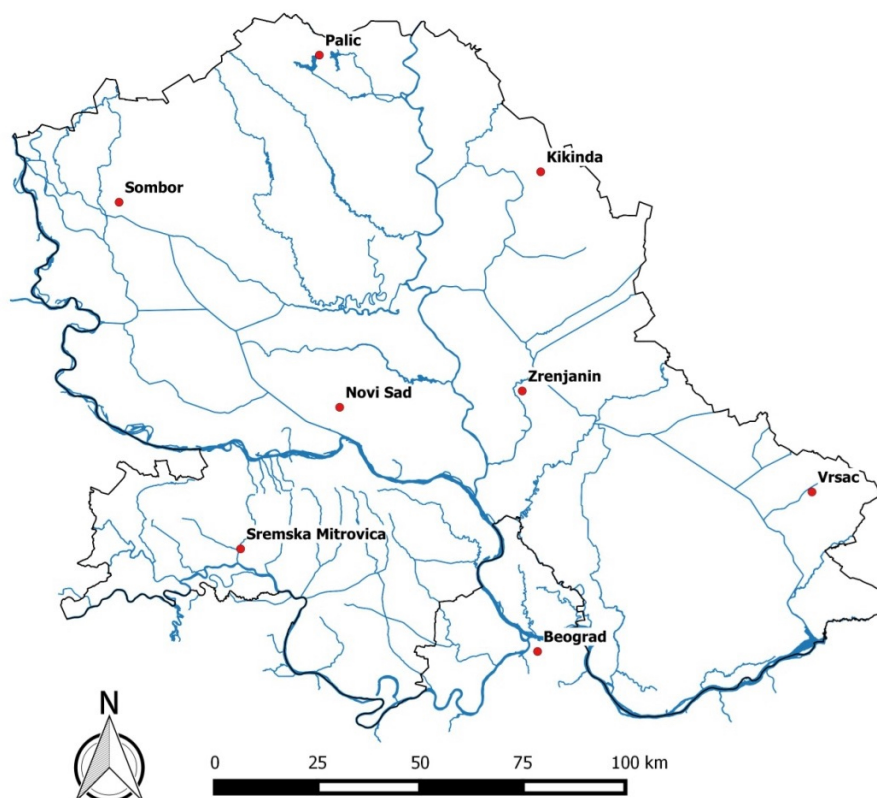 Palic
Kikinda
Sombor
Zrenjanin
Novi Sad
Vrsac
Sremska Mitrovica
Beograd
N
0 25 50 75 100 km